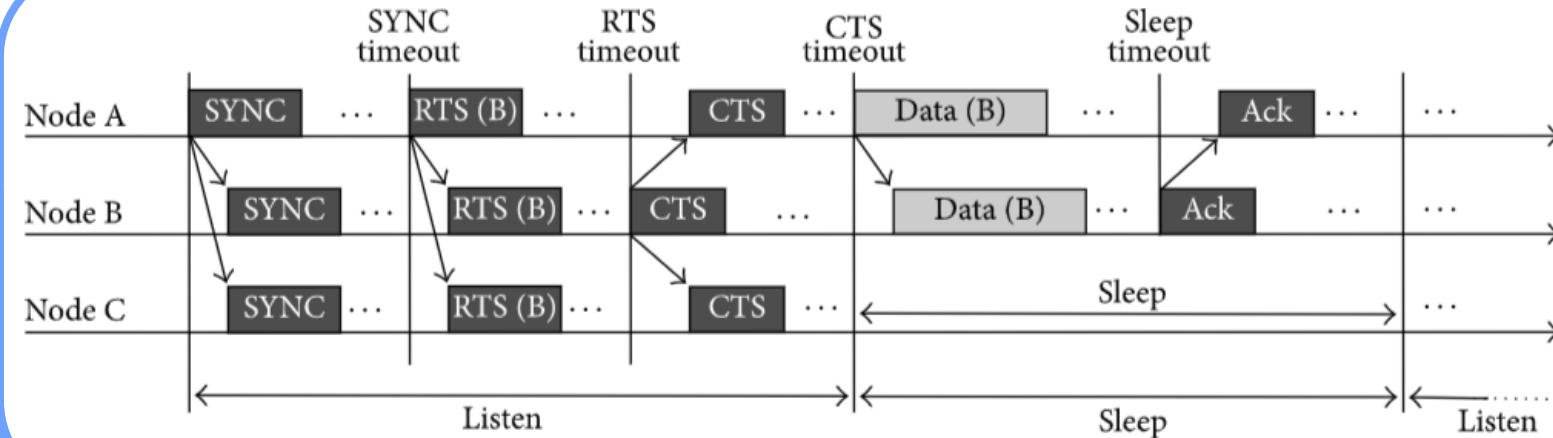 SYNC
timeout
RTS
timeout
CTS
timeout
Sleep
timeout
Node A
SYNC
...
RTS (B)
...
CTS
...
Data (B)
...
Ack
...
...
Node B
SYNC
...
RTS (B)
...
CTS
...
Data (B)
...
Ack
...
...
Node C
SYNC
...
RTS (B)
...
CTS
...
Sleep
...
Listen
Sleep
Listen